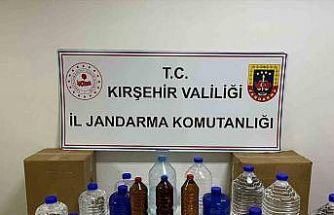 T.C.
KIRŞEHİR VALİLİĞİ
İL JANDARMA KOMUTANLIĞI